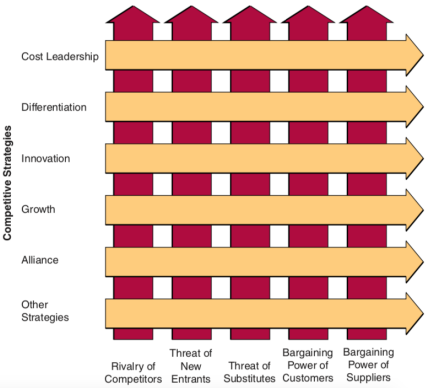 Competitive Strategies
Cost Leadership
Differentiation
Innovation
Growth
Alliance
Other
Strategies
Rivalry of
Competitors
Threat of
New
Entrants
Threat of
Substitutes
Bargaining
Power of
Customers
Bargaining
Power of
Suppliers